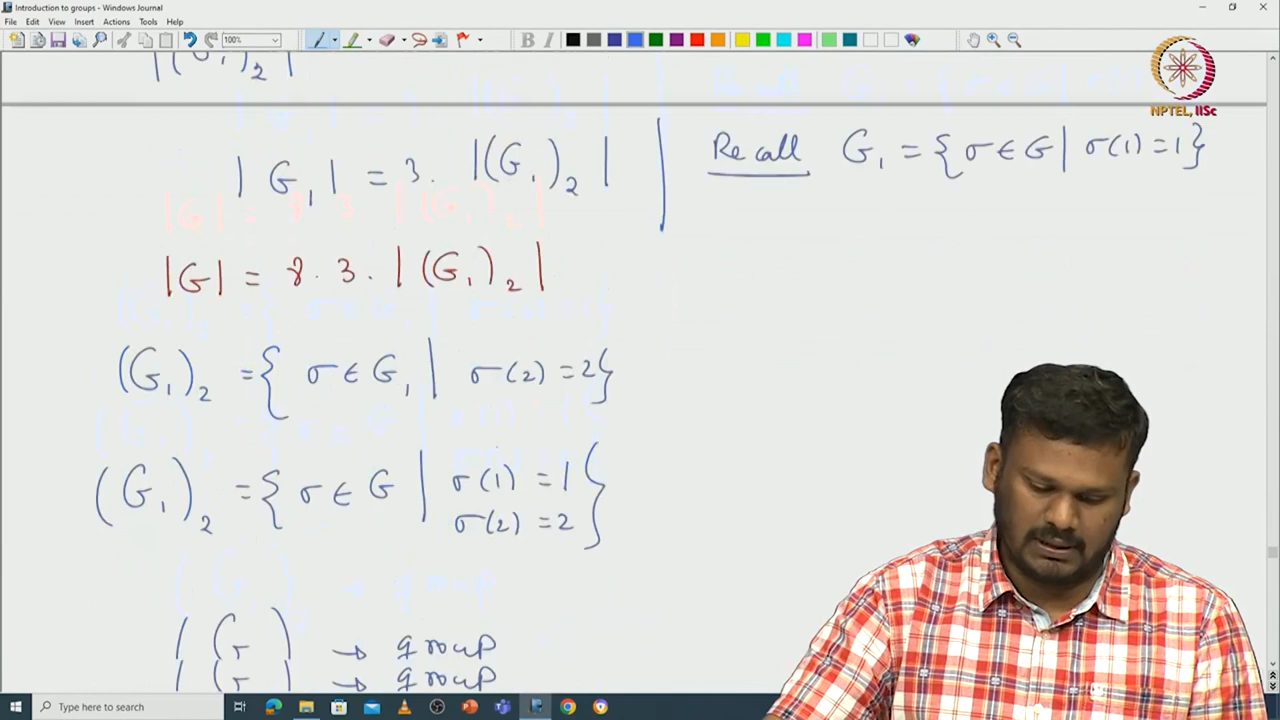 Introduction to groups - Windows Journal
File Edit View Insert Actions Tools Help
100%
B I
NPTEL, IISc
|(G₁)₂|
|G₁| = 3. |(G₁)₂|
Recall G₁ = {σ ∈ G | σ(1) = 1}
|G| = 8. 3. |(G₁)₂|
(G₁)₂ = {σ ∈ G₁ | σ(2) = 2}
(G₁)₂ = {σ ∈ G | σ(1) = 1
σ(2) = 2}
→ group
→ group
Type here to search